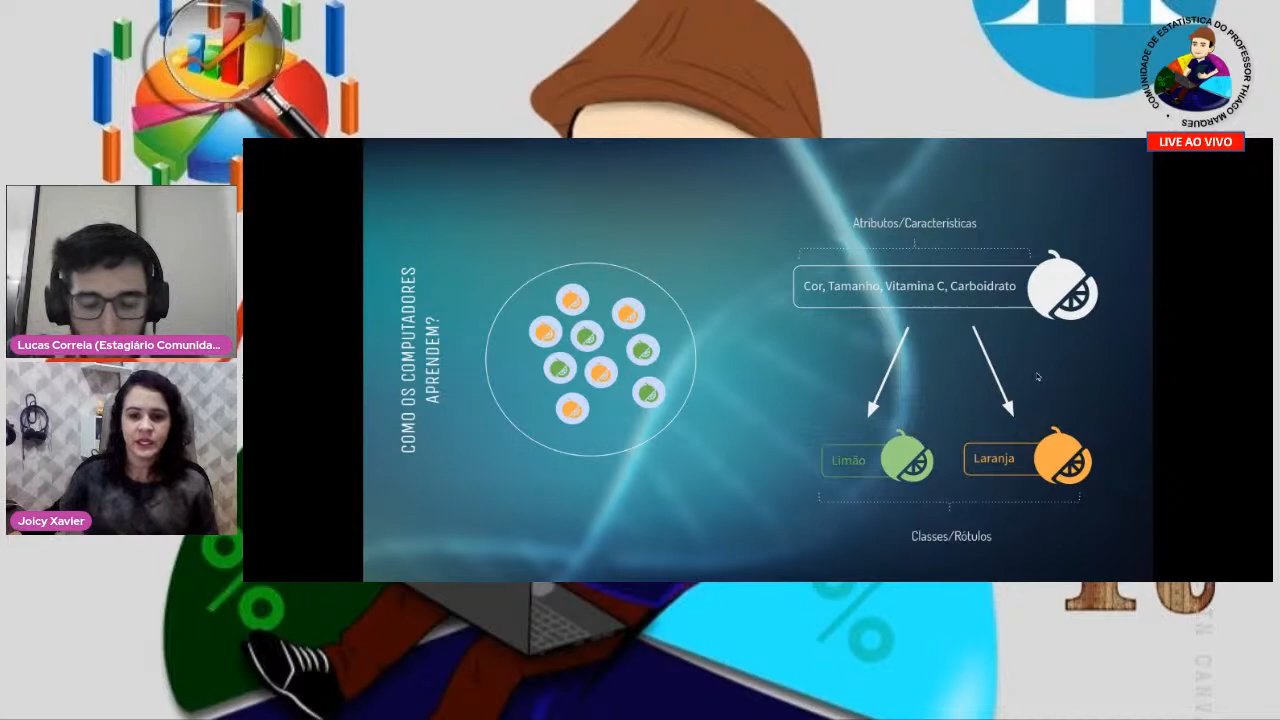 COMUNIDADE DE ESTATÍSTICA DO PROFESSOR THIAGO MARQUES
LIVE AO VIVO
Lucas Correia (Estagiário Comunida...
Joicy Xavier
COMO OS COMPUTADORES
APRENDEM?
Atributos/Características
Cor, Tamanho, Vitamina C, Carboidrato
Limão
Laranja
Classes/Rótulos
%
%